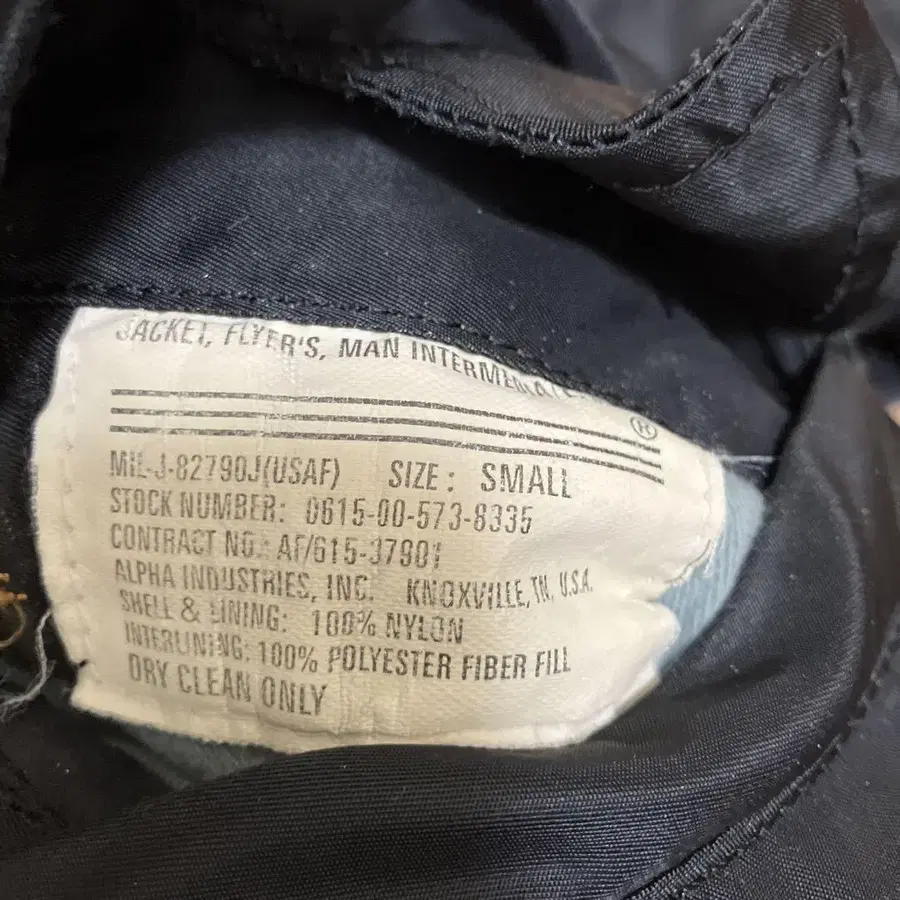 JACKET, FLYER'S, MAN INTERMEDIATE
®
MIL-J-82790J(USAF) SIZE: SMALL
STOCK NUMBER: 0615-00-573-8335
CONTRACT NO.: AF/615-37901
ALPHA INDUSTRIES, INC. KNOXVILLE, TN, U.S.A.
SHELL & LINING: 100% NYLON
INTERLINING: 100% POLYESTER FIBER FILL
DRY CLEAN ONLY